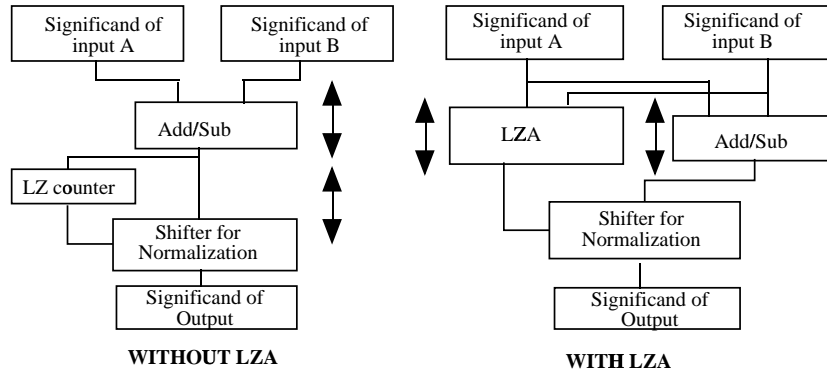 Significand of
input A
Significand of
input B
Add/Sub
LZ counter
Shifter for
Normalization
Significand of
Output
WITHOUT LZA
Significand of
input A
Significand of
input B
LZA
Add/Sub
Shifter for
Normalization
Significand of
Output
WITH LZA